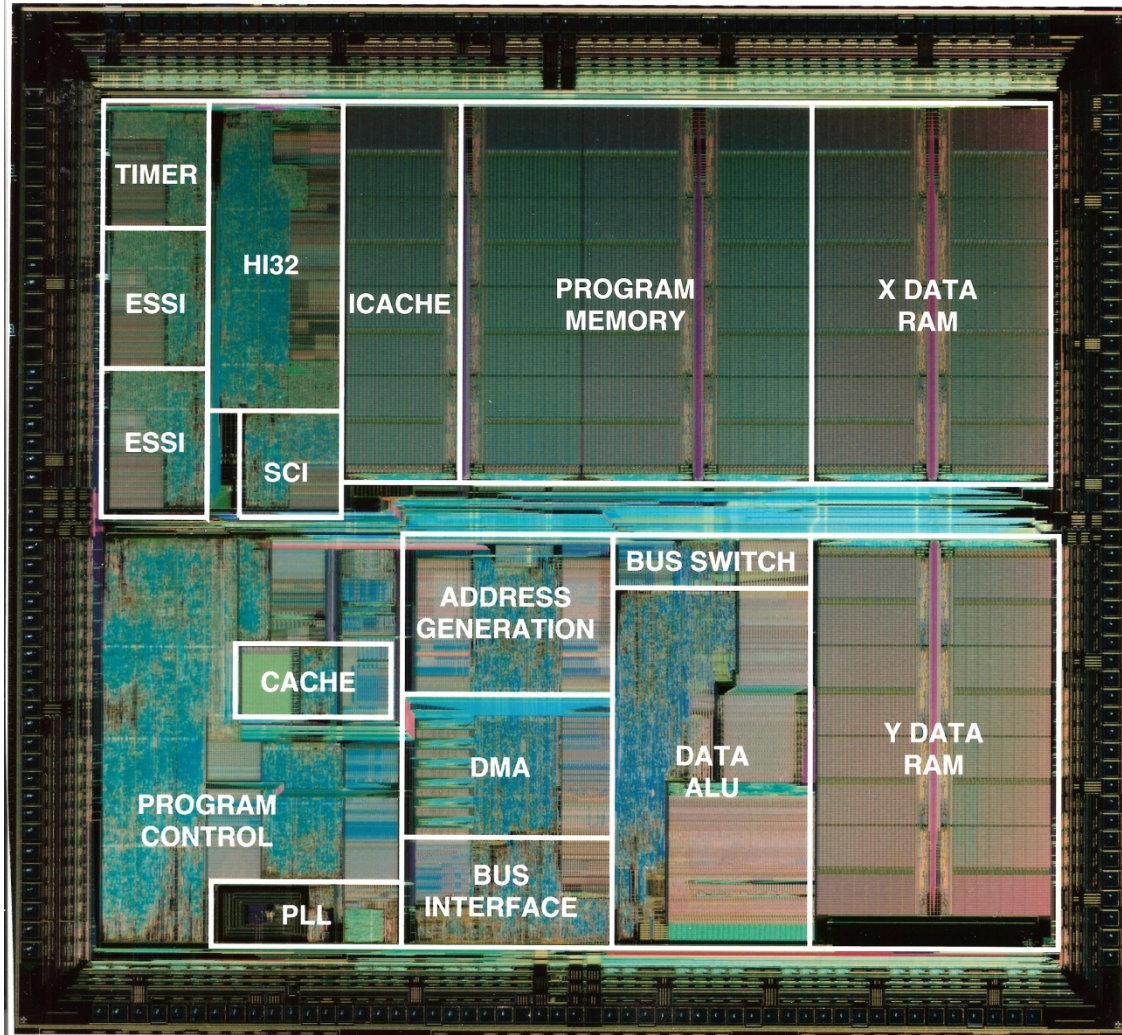 TIMER
ESSI
ESSI
HI32
SCI
ICACHE
PROGRAM
MEMORY
X DATA
RAM
PROGRAM
CONTROL
CACHE
PLL
ADDRESS
GENERATION
DMA
BUS
INTERFACE
BUS SWITCH
DATA
ALU
Y DATA
RAM